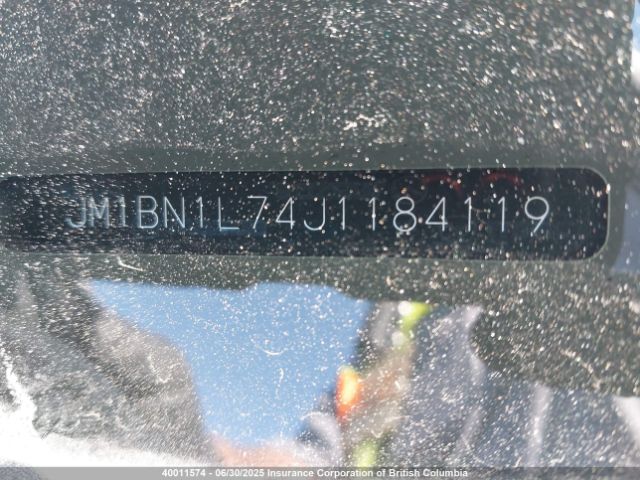 JM1BN1L74J1184119
40011574 - 06/30/2025 Insurance Corporation of British Columbia